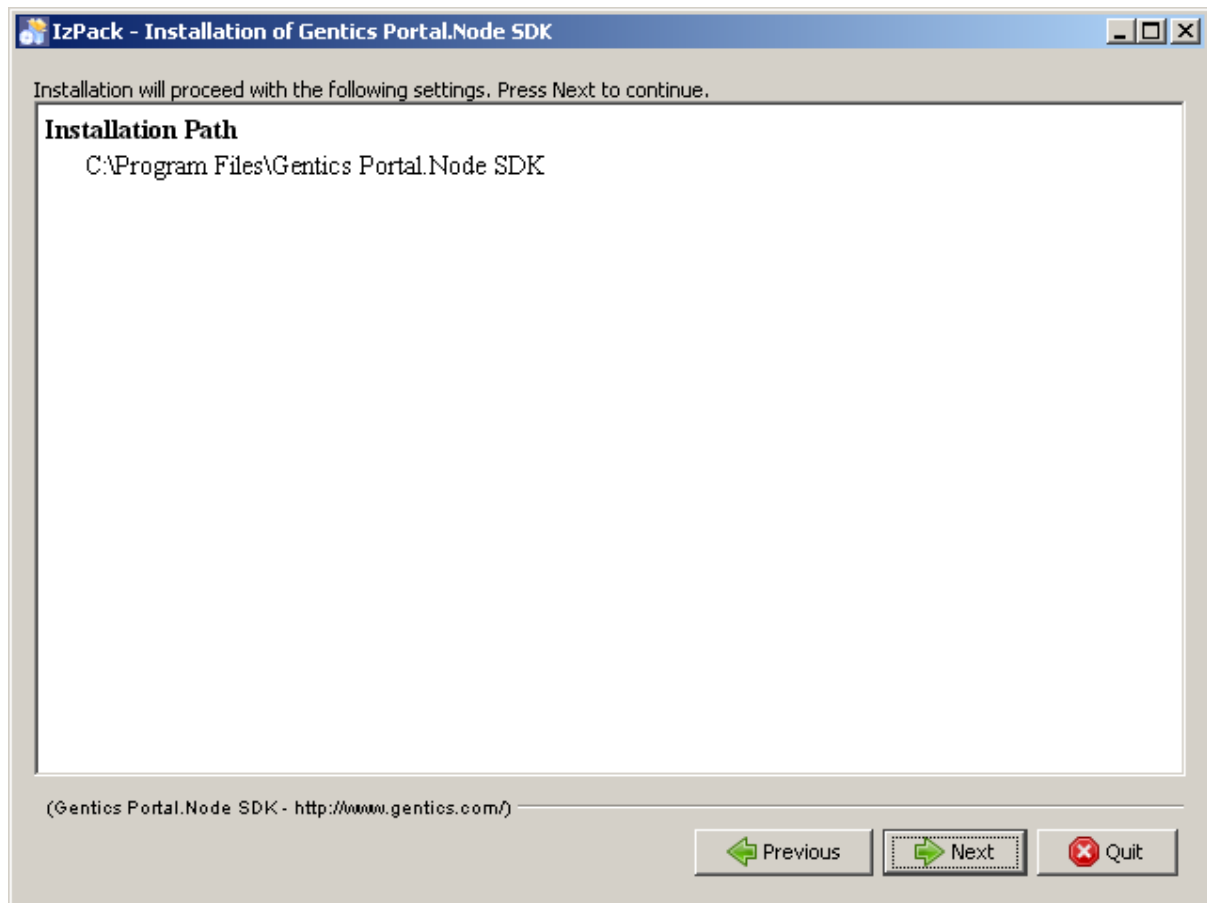 IzPack - Installation of Gentics Portal.Node SDK
Installation will proceed with the following settings. Press Next to continue.
Installation Path
C:\Program Files\Gentics Portal.Node SDK
(Gentics Portal.Node SDK - http://www.gentics.com/)
Previous Next Quit